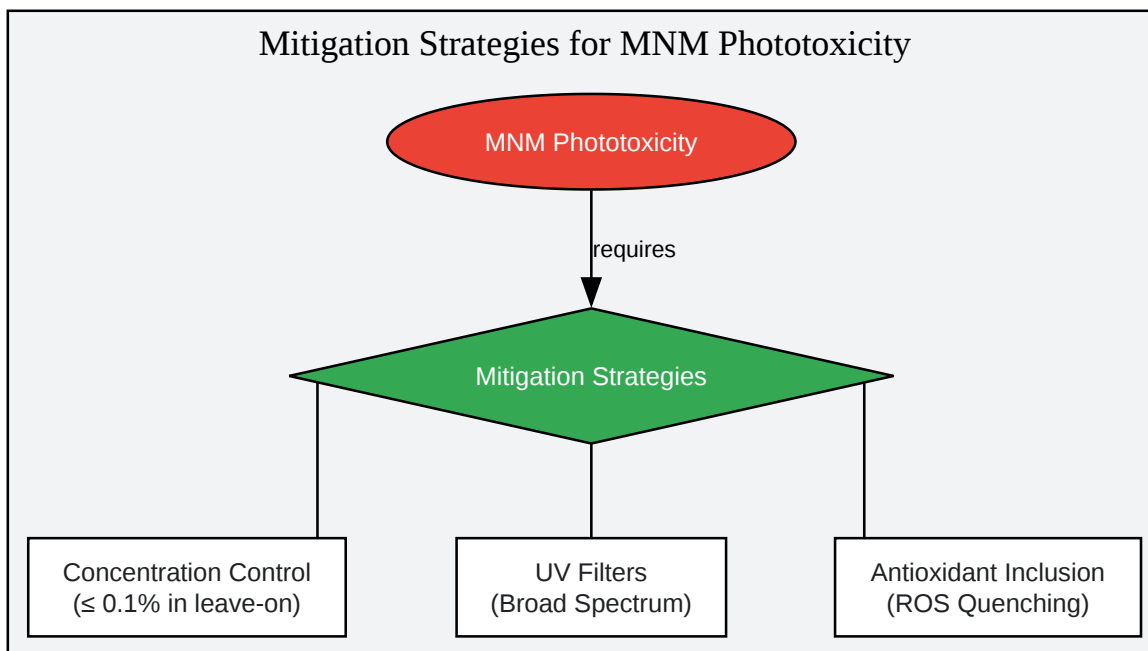 Mitigation Strategies for MNM Phototoxicity
MNM Phototoxicity
requires
Mitigation Strategies
Concentration Control
(≤ 0.1% in leave-on)
UV Filters
(Broad Spectrum)
Antioxidant Inclusion
(ROS Quenching)